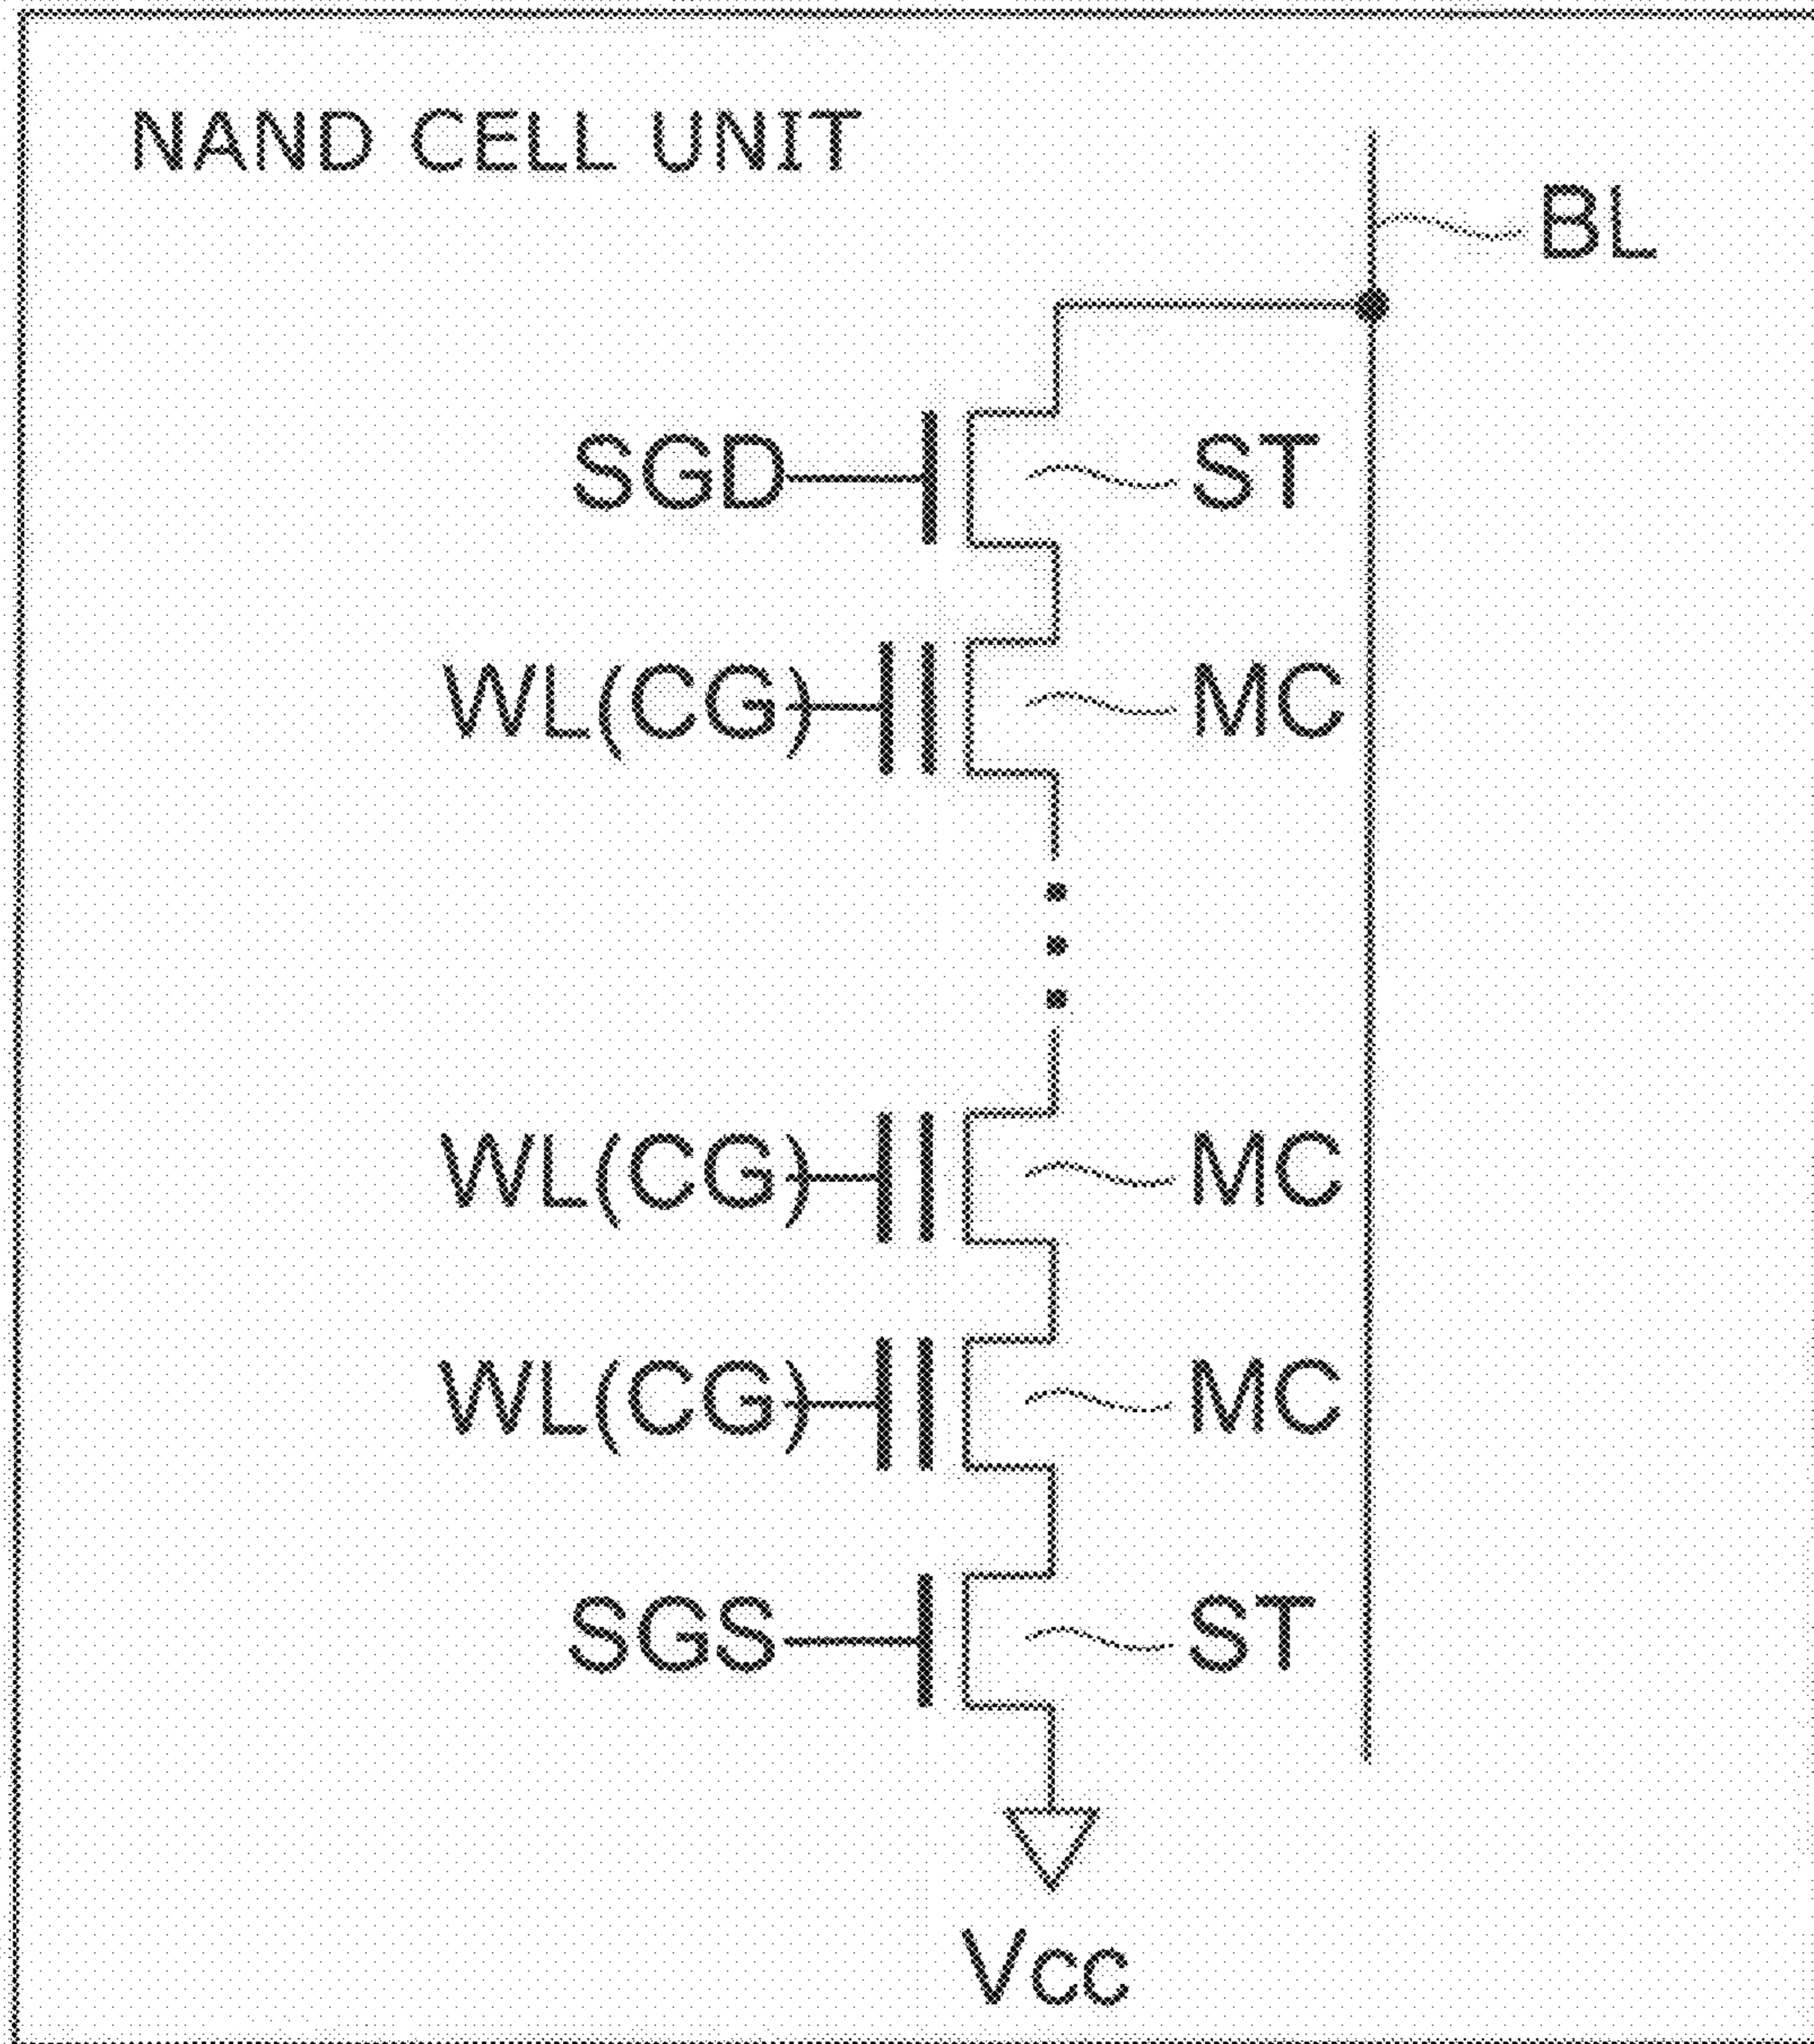 NAND CELL UNIT
BL
SGD ST
WL(CG) MC
WL(CG) MC
WL(CG) MC
SGS ST
Vcc